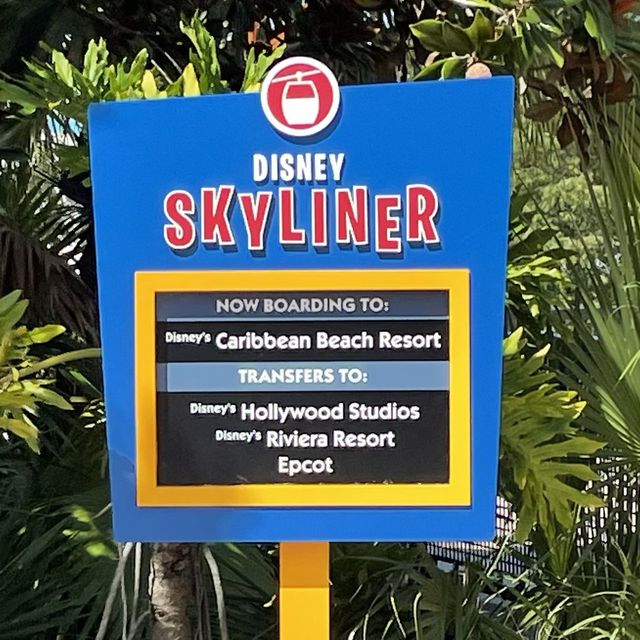 DISNEY
SKYLINER
NOW BOARDING TO:
Disney's Caribbean Beach Resort
TRANSFERS TO:
Disney's Hollywood Studios
Disney's Riviera Resort
Epcot